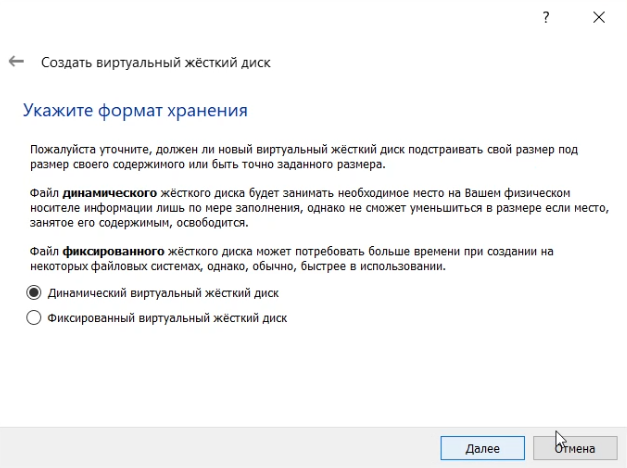 ?
Создать виртуальный жёсткий диск
Укажите формат хранения
Пожалуйста уточните, должен ли новый виртуальный жёсткий диск подстраивать свой размер под
размер своего содержимого или быть точно заданного размера.
Файл динамического жёсткого диска будет занимать необходимое место на Вашем физическом
носителе информации лишь по мере заполнения, однако не сможет уменьшиться в размере если место,
занятое его содержимым, освободится.
Файл фиксированного жёсткого диска может потребовать больше времени при создании на
некоторых файловых системах, однако, обычно, быстрее в использовании.
Динамический виртуальный жёсткий диск
Фиксированный виртуальный жёсткий диск
Далее Отмена